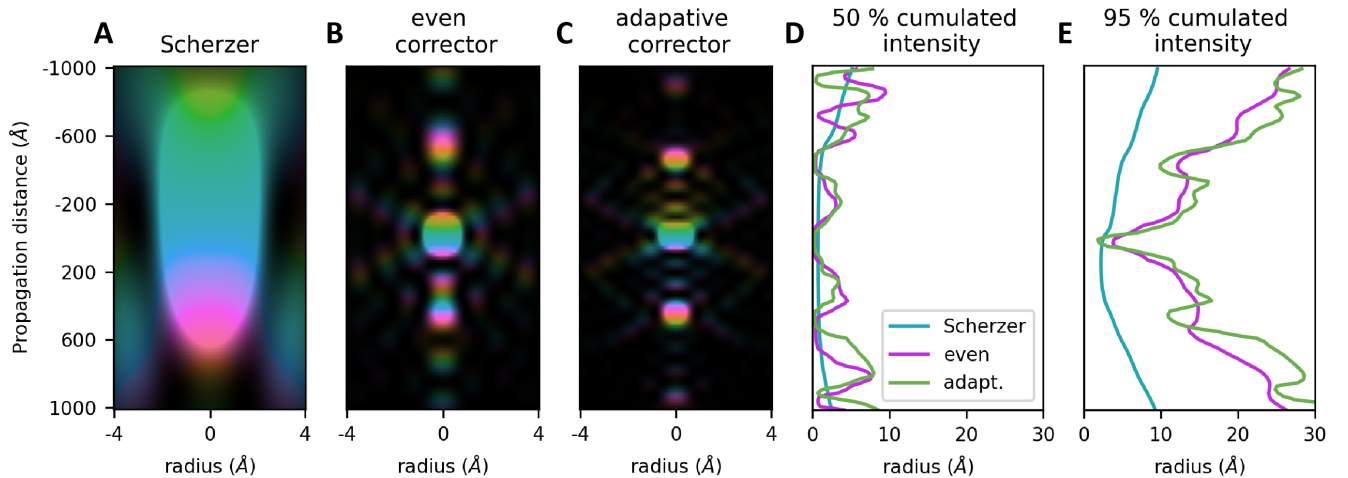 A
Scherzer
B
even
corrector
C
adapative
corrector
D
50 % cumulated
intensity
E
95 % cumulated
intensity
Propagation distance (Å)
-1000
-600
-200
200
600
1000
-4
0
4
radius (Å)
-4
0
4
radius (Å)
-4
0
4
radius (Å)
Scherzer
even
adapt.
0
10
20
30
radius (Å)
0
10
20
30
radius (Å)